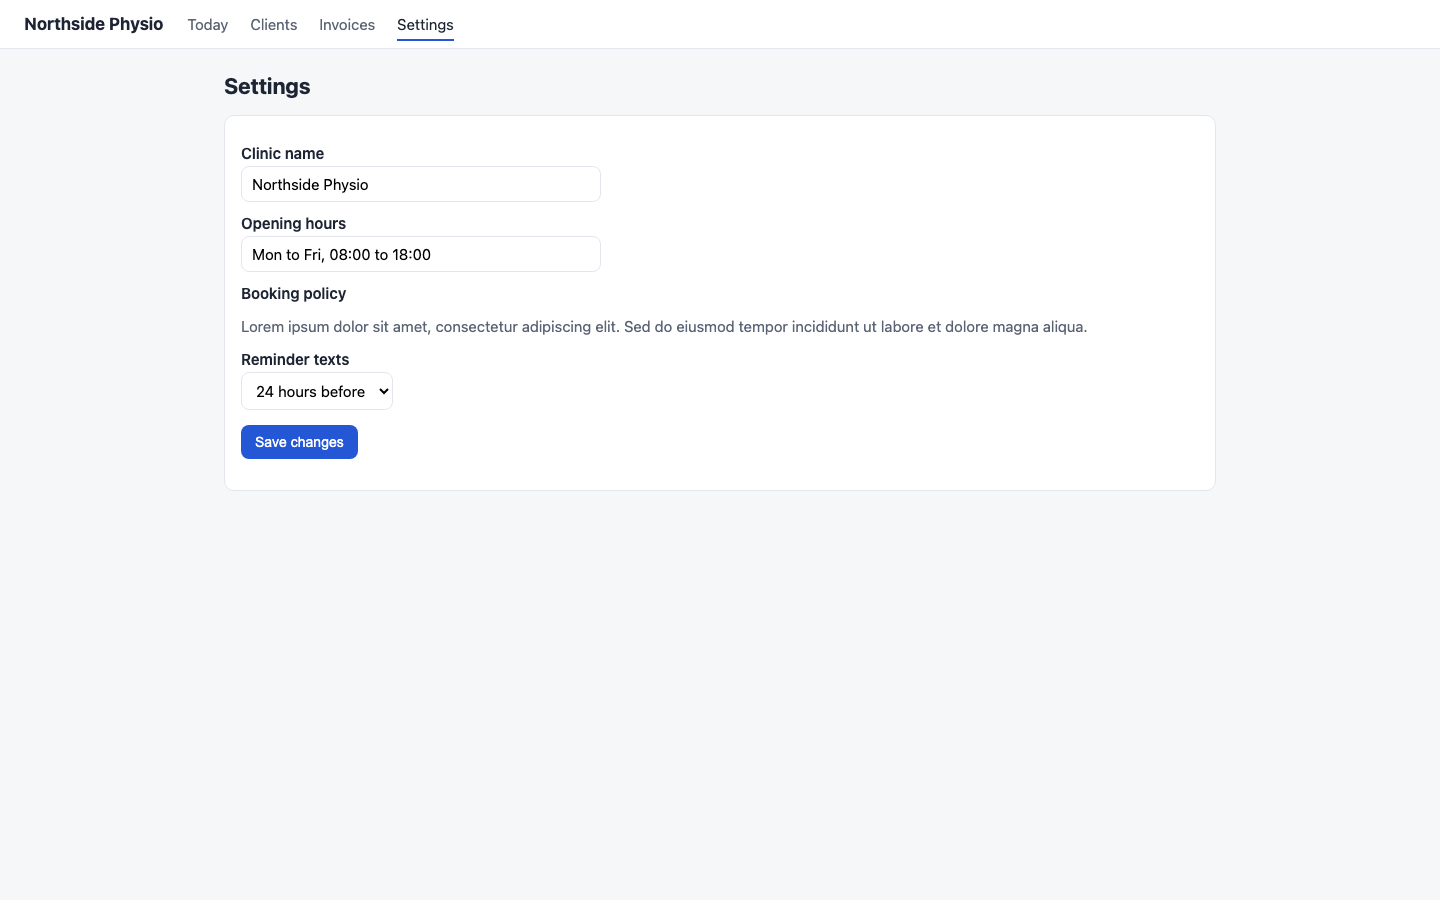 Northside Physio Today Clients Invoices Settings
Settings
Clinic name
Northside Physio
Opening hours
Mon to Fri, 08:00 to 18:00
Booking policy
Lorem ipsum dolor sit amet, consectetur adipiscing elit. Sed do eiusmod tempor incididunt ut labore et dolore magna aliqua.
Reminder texts
24 hours before
Save changes